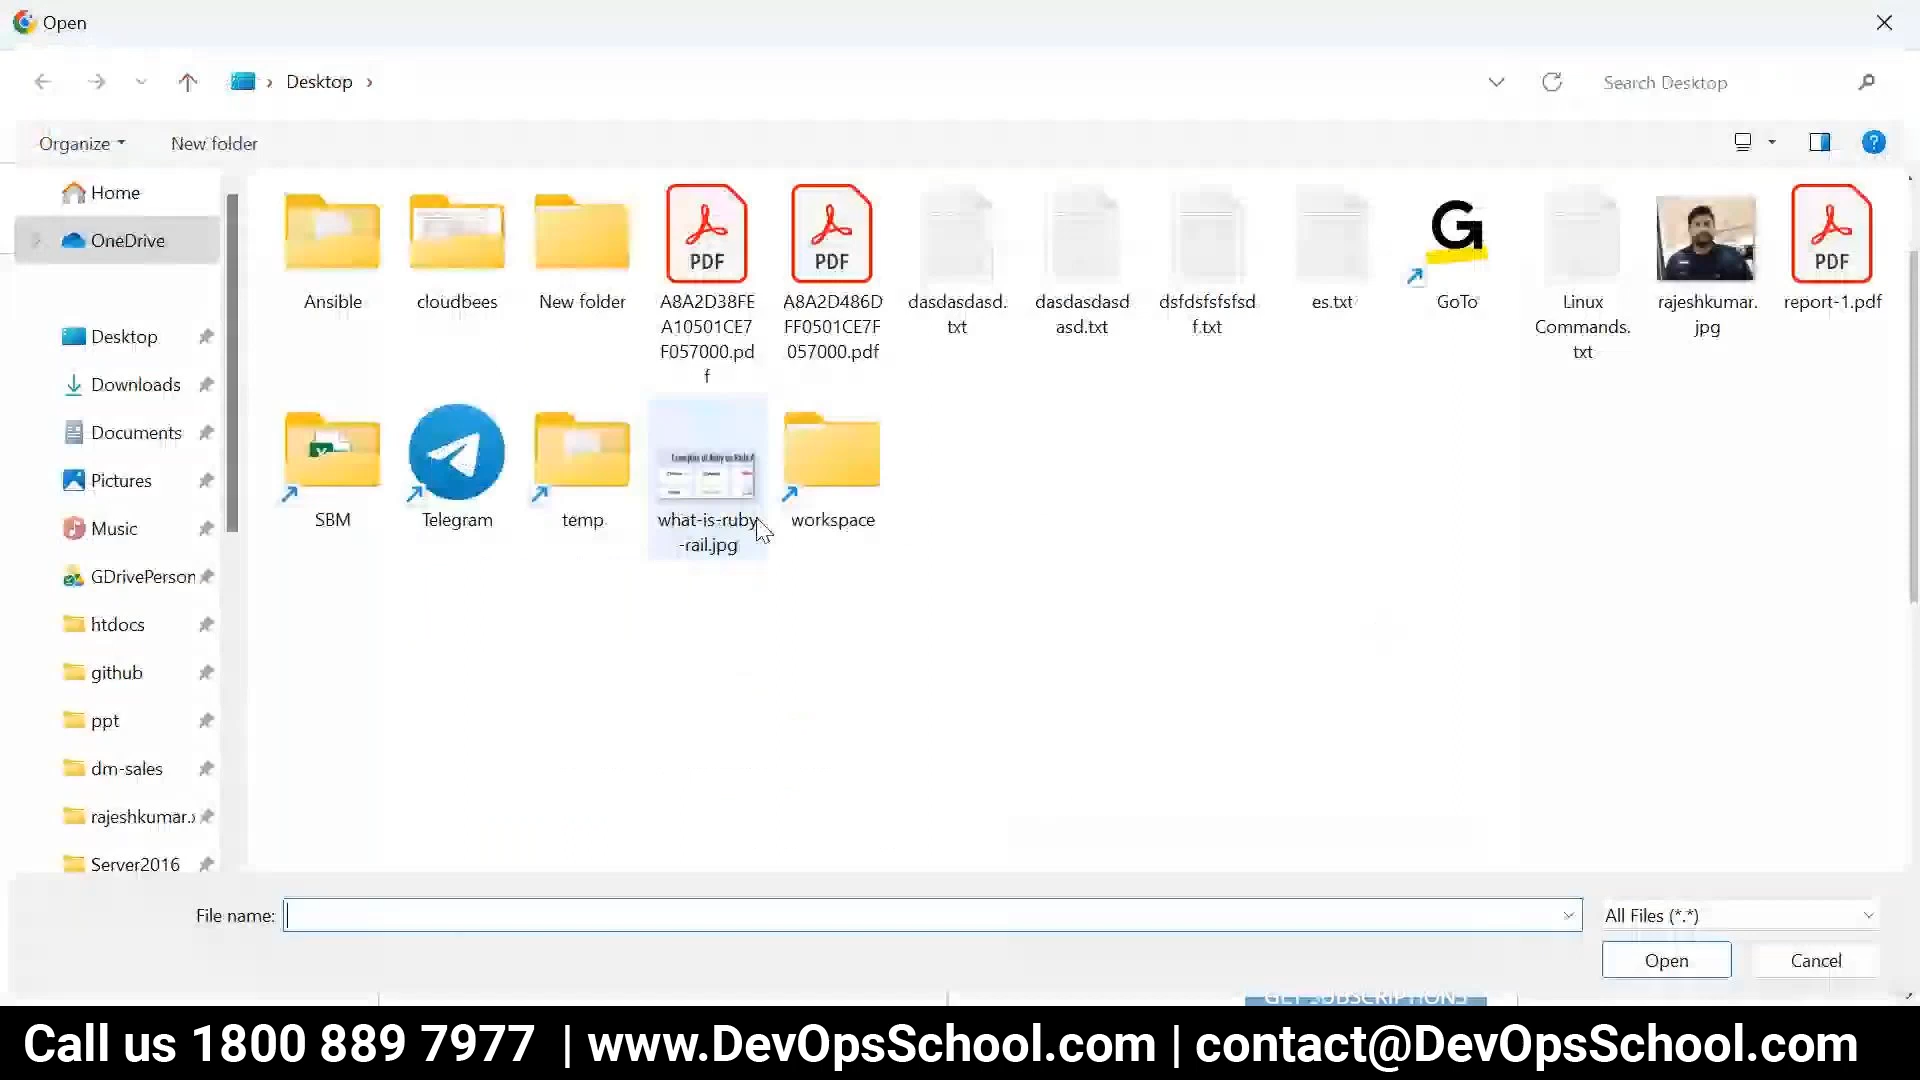 Open
Desktop
Search Desktop
Organize
New folder
Home
OneDrive
Desktop
Downloads
Documents
Pictures
Music
GDrivePerson
htdocs
github
ppt
dm-sales
rajeshkumar.x
Server2016
Ansible
cloudbees
New folder
PDF
A8A2D38FE
A10501CE7
F057000.pd
f
PDF
A8A2D486D
FF0501CE7F
057000.pdf
dasdasdasd.
txt
dasdasdasd
asd.txt
dsfdsfsfsfsd
f.txt
es.txt
G
GoTo
Linux
Commands.
txt
rajeshkumar.
jpg
PDF
report-1.pdf
SBM
Telegram
temp
what-is-ruby
-rail.jpg
workspace
File name:
All Files (*.*)
Open
Cancel
GET SUBSCRIPTIONS
Call us 1800 889 7977 | www.DevOpsSchool.com | contact@DevOpsSchool.com